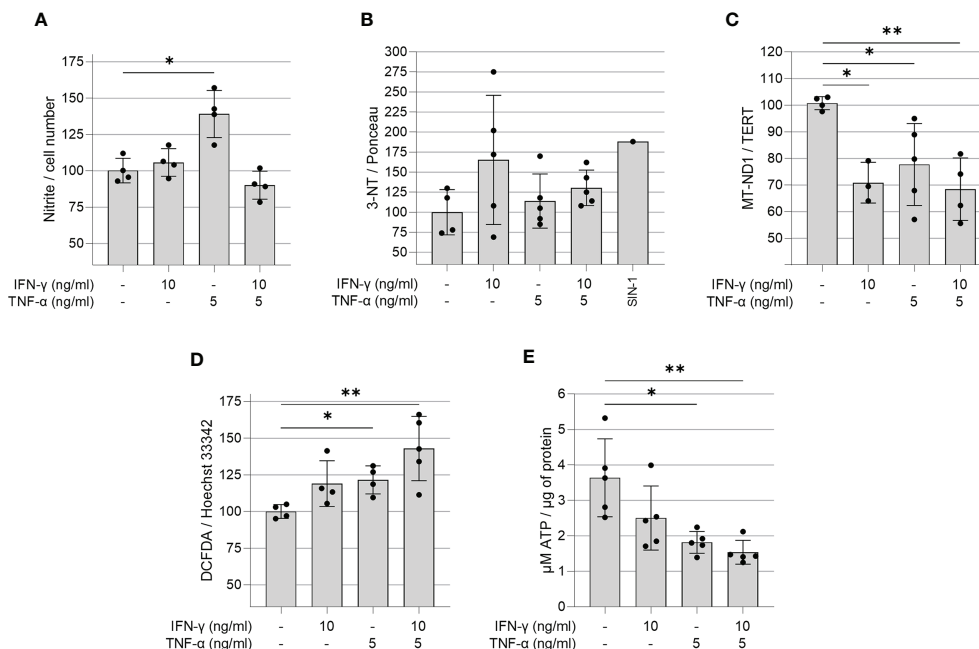 A
B
C
Nitrite / cell number
175
150
125
100
75
50
*
IFN-γ (ng/ml) - 10 - 10
TNF-α (ng/ml) - - 5 5
3-NT / Ponceau
300
275
250
225
200
175
150
125
100
75
50
IFN-γ (ng/ml) - 10 - 10
TNF-α (ng/ml) - - 5 5
SIN-1
MT-ND1 / TERT
120
110
100
90
80
70
60
50
40
**
*
*
IFN-γ (ng/ml) - 10 - 10
TNF-α (ng/ml) - - 5 5
D
E
DCFDA / Hoechst 33342
175
150
125
100
75
50
**
*
IFN-γ (ng/ml) - 10 - 10
TNF-α (ng/ml) - - 5 5
µM ATP / µg of protein
6
5
4
3
2
1
0
**
*
IFN-γ (ng/ml) - 10 - 10
TNF-α (ng/ml) - - 5 5